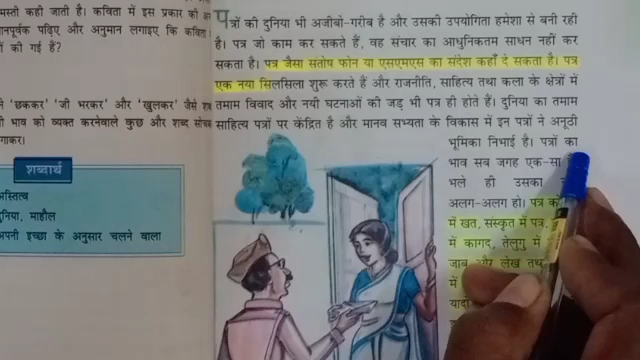 मस्ती कही जाती है। कविता में इस प्रकार की
नपूर्वक पढ़िए और अनुमान लगाइए कि कविता
की गई हैं?
ने 'छककर' 'जी भरकर' और 'खुलकर' जैसे
भी भाव को व्यक्त करनेवाले कुछ और शब्द
गाकर।
शब्दार्थ
अस्तित्व
दुनिया, माहौल
अपनी इच्छा के अनुसार चलने वाला
पत्रों की दुनिया भी अजीबो-गरीब है और उसकी उपयोगिता हमेशा से बनी रही
है। पत्र जो काम कर सकते हैं, वह संचार का आधुनिकतम साधन नहीं कर
सकता है। पत्र जैसा संतोष फोन या एसएमएस का संदेश कहाँ दे सकता है। पत्र
एक नया सिलसिला शुरू करते हैं और राजनीति, साहित्य तथा कला के क्षेत्रों में
तमाम विवाद और नयी घटनाओं की जड़ भी पत्र ही होते हैं। दुनिया का तमाम
साहित्य पत्रों पर केंद्रित है और मानव सभ्यता के विकास में इन पत्रों ने अनूठी
भूमिका निभाई है। पत्रों का
भाव सब जगह एक-सा
भले ही उसका
अलग-अलग हो। पत्र
में खत, संस्कृत में पत्र,
में कागद, तेलुगु में
जाब और लेख
में